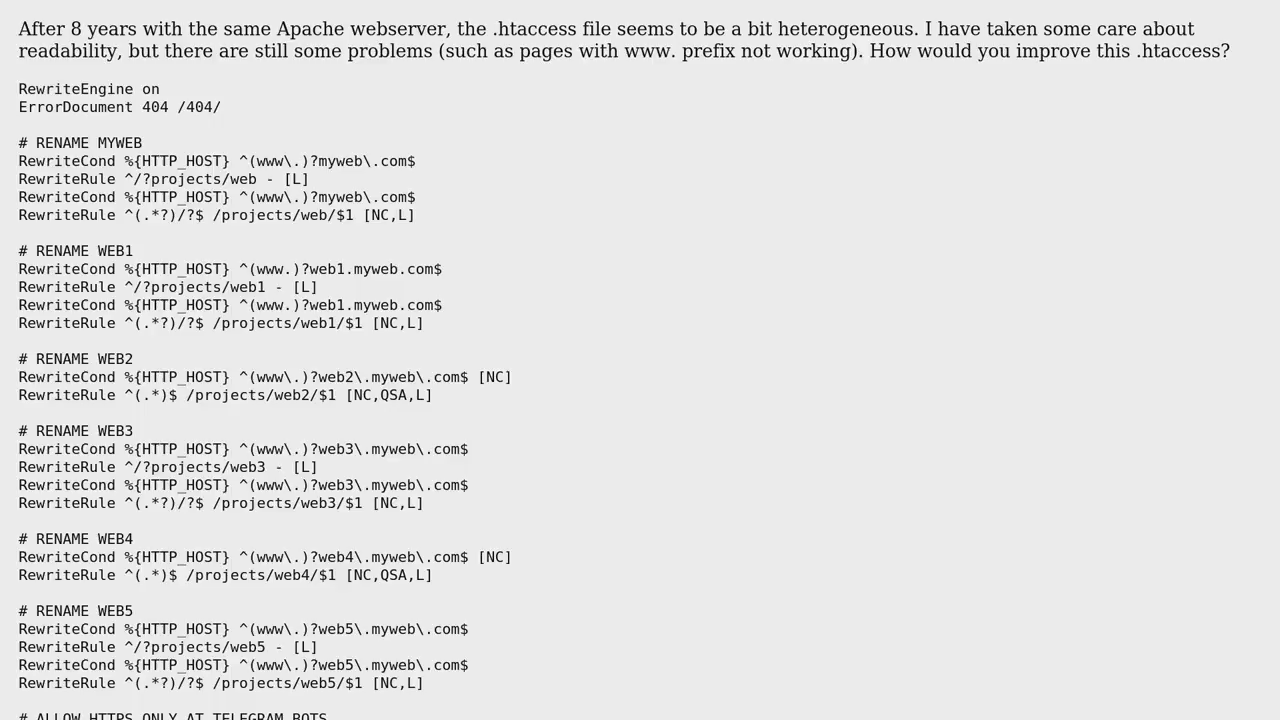 After 8 years with the same Apache webserver, the .htaccess file seems to be a bit heterogeneous. I have taken some care about
readability, but there are still some problems (such as pages with www. prefix not working). How would you improve this .htaccess?
RewriteEngine on
ErrorDocument 404 /404/
# RENAME MYWEB
RewriteCond %{HTTP_HOST} ^(www\.)?myweb\.com$
RewriteRule ^/?projects/web - [L]
RewriteCond %{HTTP_HOST} ^(www\.)?myweb\.com$
RewriteRule ^(.*?)/?$ /projects/web/$1 [NC,L]
# RENAME WEB1
RewriteCond %{HTTP_HOST} ^(www.)?web1.myweb.com$
RewriteRule ^/?projects/web1 - [L]
RewriteCond %{HTTP_HOST} ^(www.)?web1.myweb.com$
RewriteRule ^(.*?)/?$ /projects/web1/$1 [NC,L]
# RENAME WEB2
RewriteCond %{HTTP_HOST} ^(www\.)?web2\.myweb\.com$ [NC]
RewriteRule ^(.*)$ /projects/web2/$1 [NC,QSA,L]
# RENAME WEB3
RewriteCond %{HTTP_HOST} ^(www\.)?web3\.myweb\.com$
RewriteRule ^/?projects/web3 - [L]
RewriteCond %{HTTP_HOST} ^(www\.)?web3\.myweb\.com$
RewriteRule ^(.*?)/?$ /projects/web3/$1 [NC,L]
# RENAME WEB4
RewriteCond %{HTTP_HOST} ^(www\.)?web4\.myweb\.com$ [NC]
RewriteRule ^(.*)$ /projects/web4/$1 [NC,QSA,L]
# RENAME WEB5
RewriteCond %{HTTP_HOST} ^(www\.)?web5\.myweb\.com$
RewriteRule ^/?projects/web5 - [L]
RewriteCond %{HTTP_HOST} ^(www\.)?web5\.myweb\.com$
RewriteRule ^(.*?)/?$ /projects/web5/$1 [NC,L]
# ALLOW HTTPS ONLY AT TELEGRAM BOTS